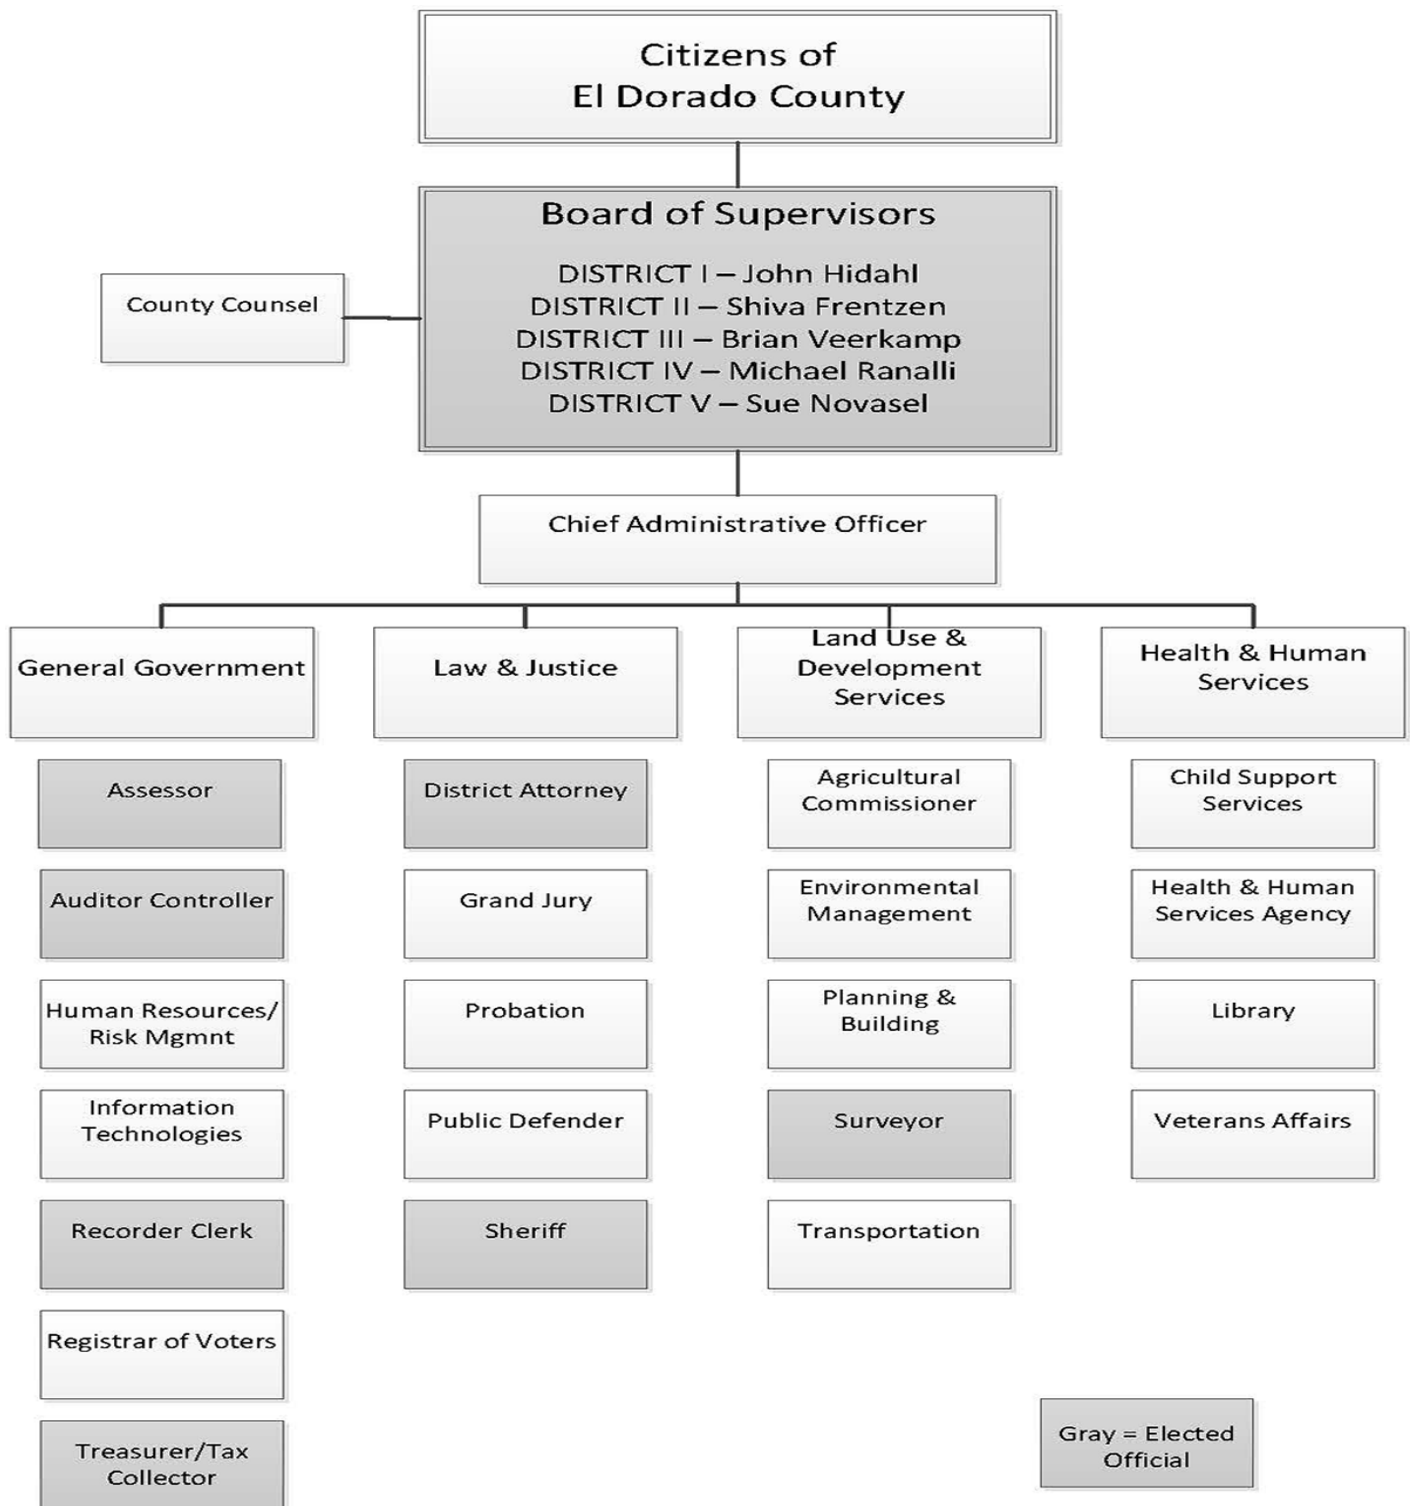 Citizens of
El Dorado County
Board of Supervisors
DISTRICT I – John Hidahl
DISTRICT II – Shiva Frentzen
DISTRICT III – Brian Veerkamp
DISTRICT IV – Michael Ranalli
DISTRICT V – Sue Novasel
County Counsel
Chief Administrative Officer
General Government
Assessor
Auditor Controller
Human Resources/
Risk Mgmnt
Information
Technologies
Recorder Clerk
Registrar of Voters
Treasurer/Tax
Collector
Law & Justice
District Attorney
Grand Jury
Probation
Public Defender
Sheriff
Land Use &
Development
Services
Agricultural
Commissioner
Environmental
Management
Planning &
Building
Surveyor
Transportation
Health & Human
Services
Child Support
Services
Health & Human
Services Agency
Library
Veterans Affairs
Gray = Elected
Official